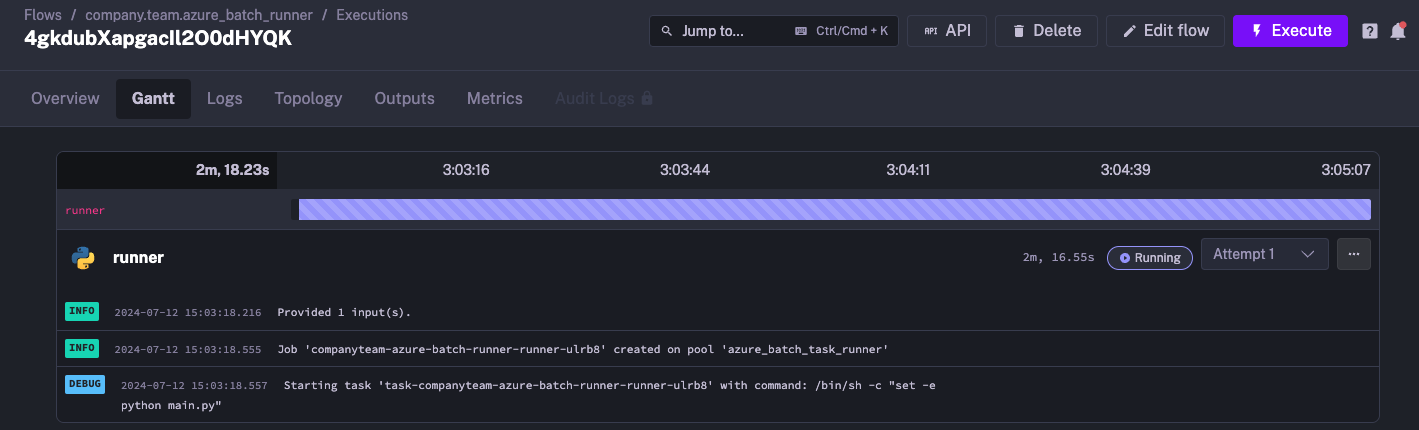 Flows / company.team.azure_batch_runner / Executions
4gkdubXapgacIl2O0dHYQK
Jump to... Ctrl/Cmd + K
API API
Delete
Edit flow
Execute
Overview Gantt Logs Topology Outputs Metrics Audit Logs
2m, 18.23s 3:03:16 3:03:44 3:04:11 3:04:39 3:05:07
runner
runner 2m, 16.55s Running Attempt 1
INFO 2024-07-12 15:03:18.216 Provided 1 input(s).
INFO 2024-07-12 15:03:18.555 Job 'companyteam-azure-batch-runner-runner-ulrb8' created on pool 'azure_batch_task_runner'
DEBUG 2024-07-12 15:03:18.557 Starting task 'task-companyteam-azure-batch-runner-runner-ulrb8' with command: /bin/sh -c "set -e
python main.py"